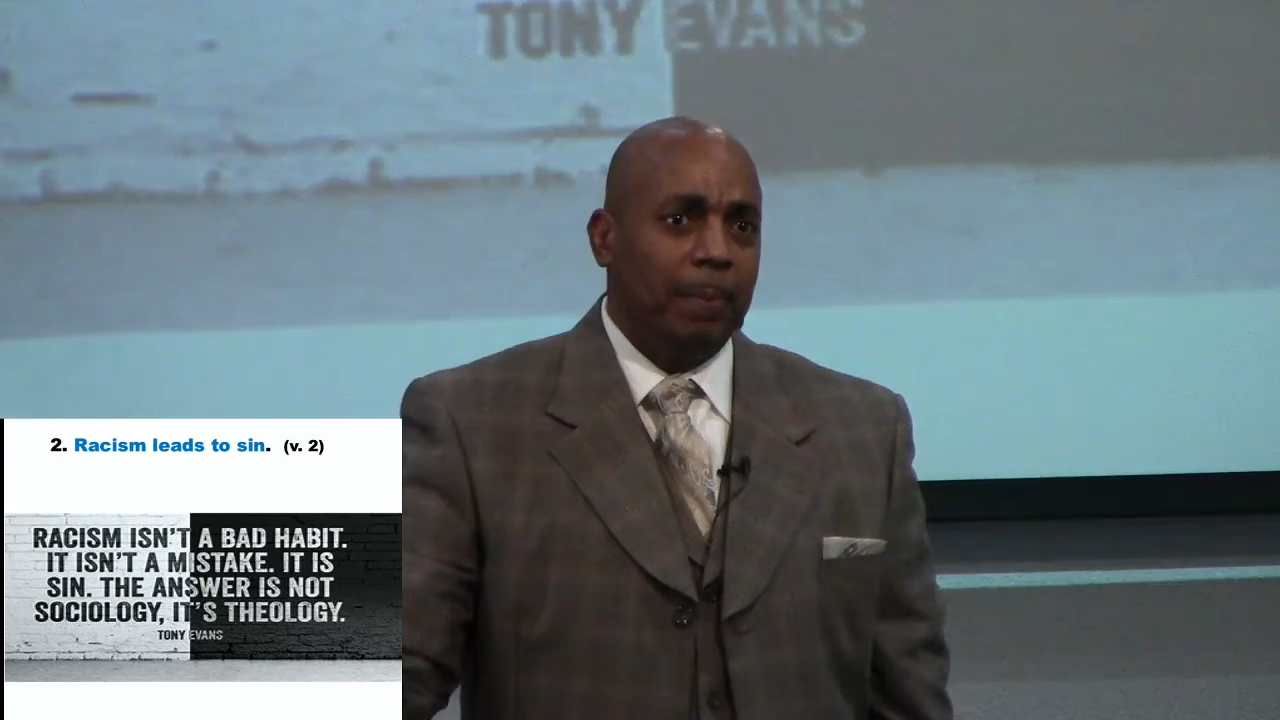 TONY EVANS
2. Racism leads to sin. (v. 2)
RACISM ISN'T A BAD HABIT.
IT ISN'T A MISTAKE. IT IS
SIN. THE ANSWER IS NOT
SOCIOLOGY, IT'S THEOLOGY.
TONY EVANS